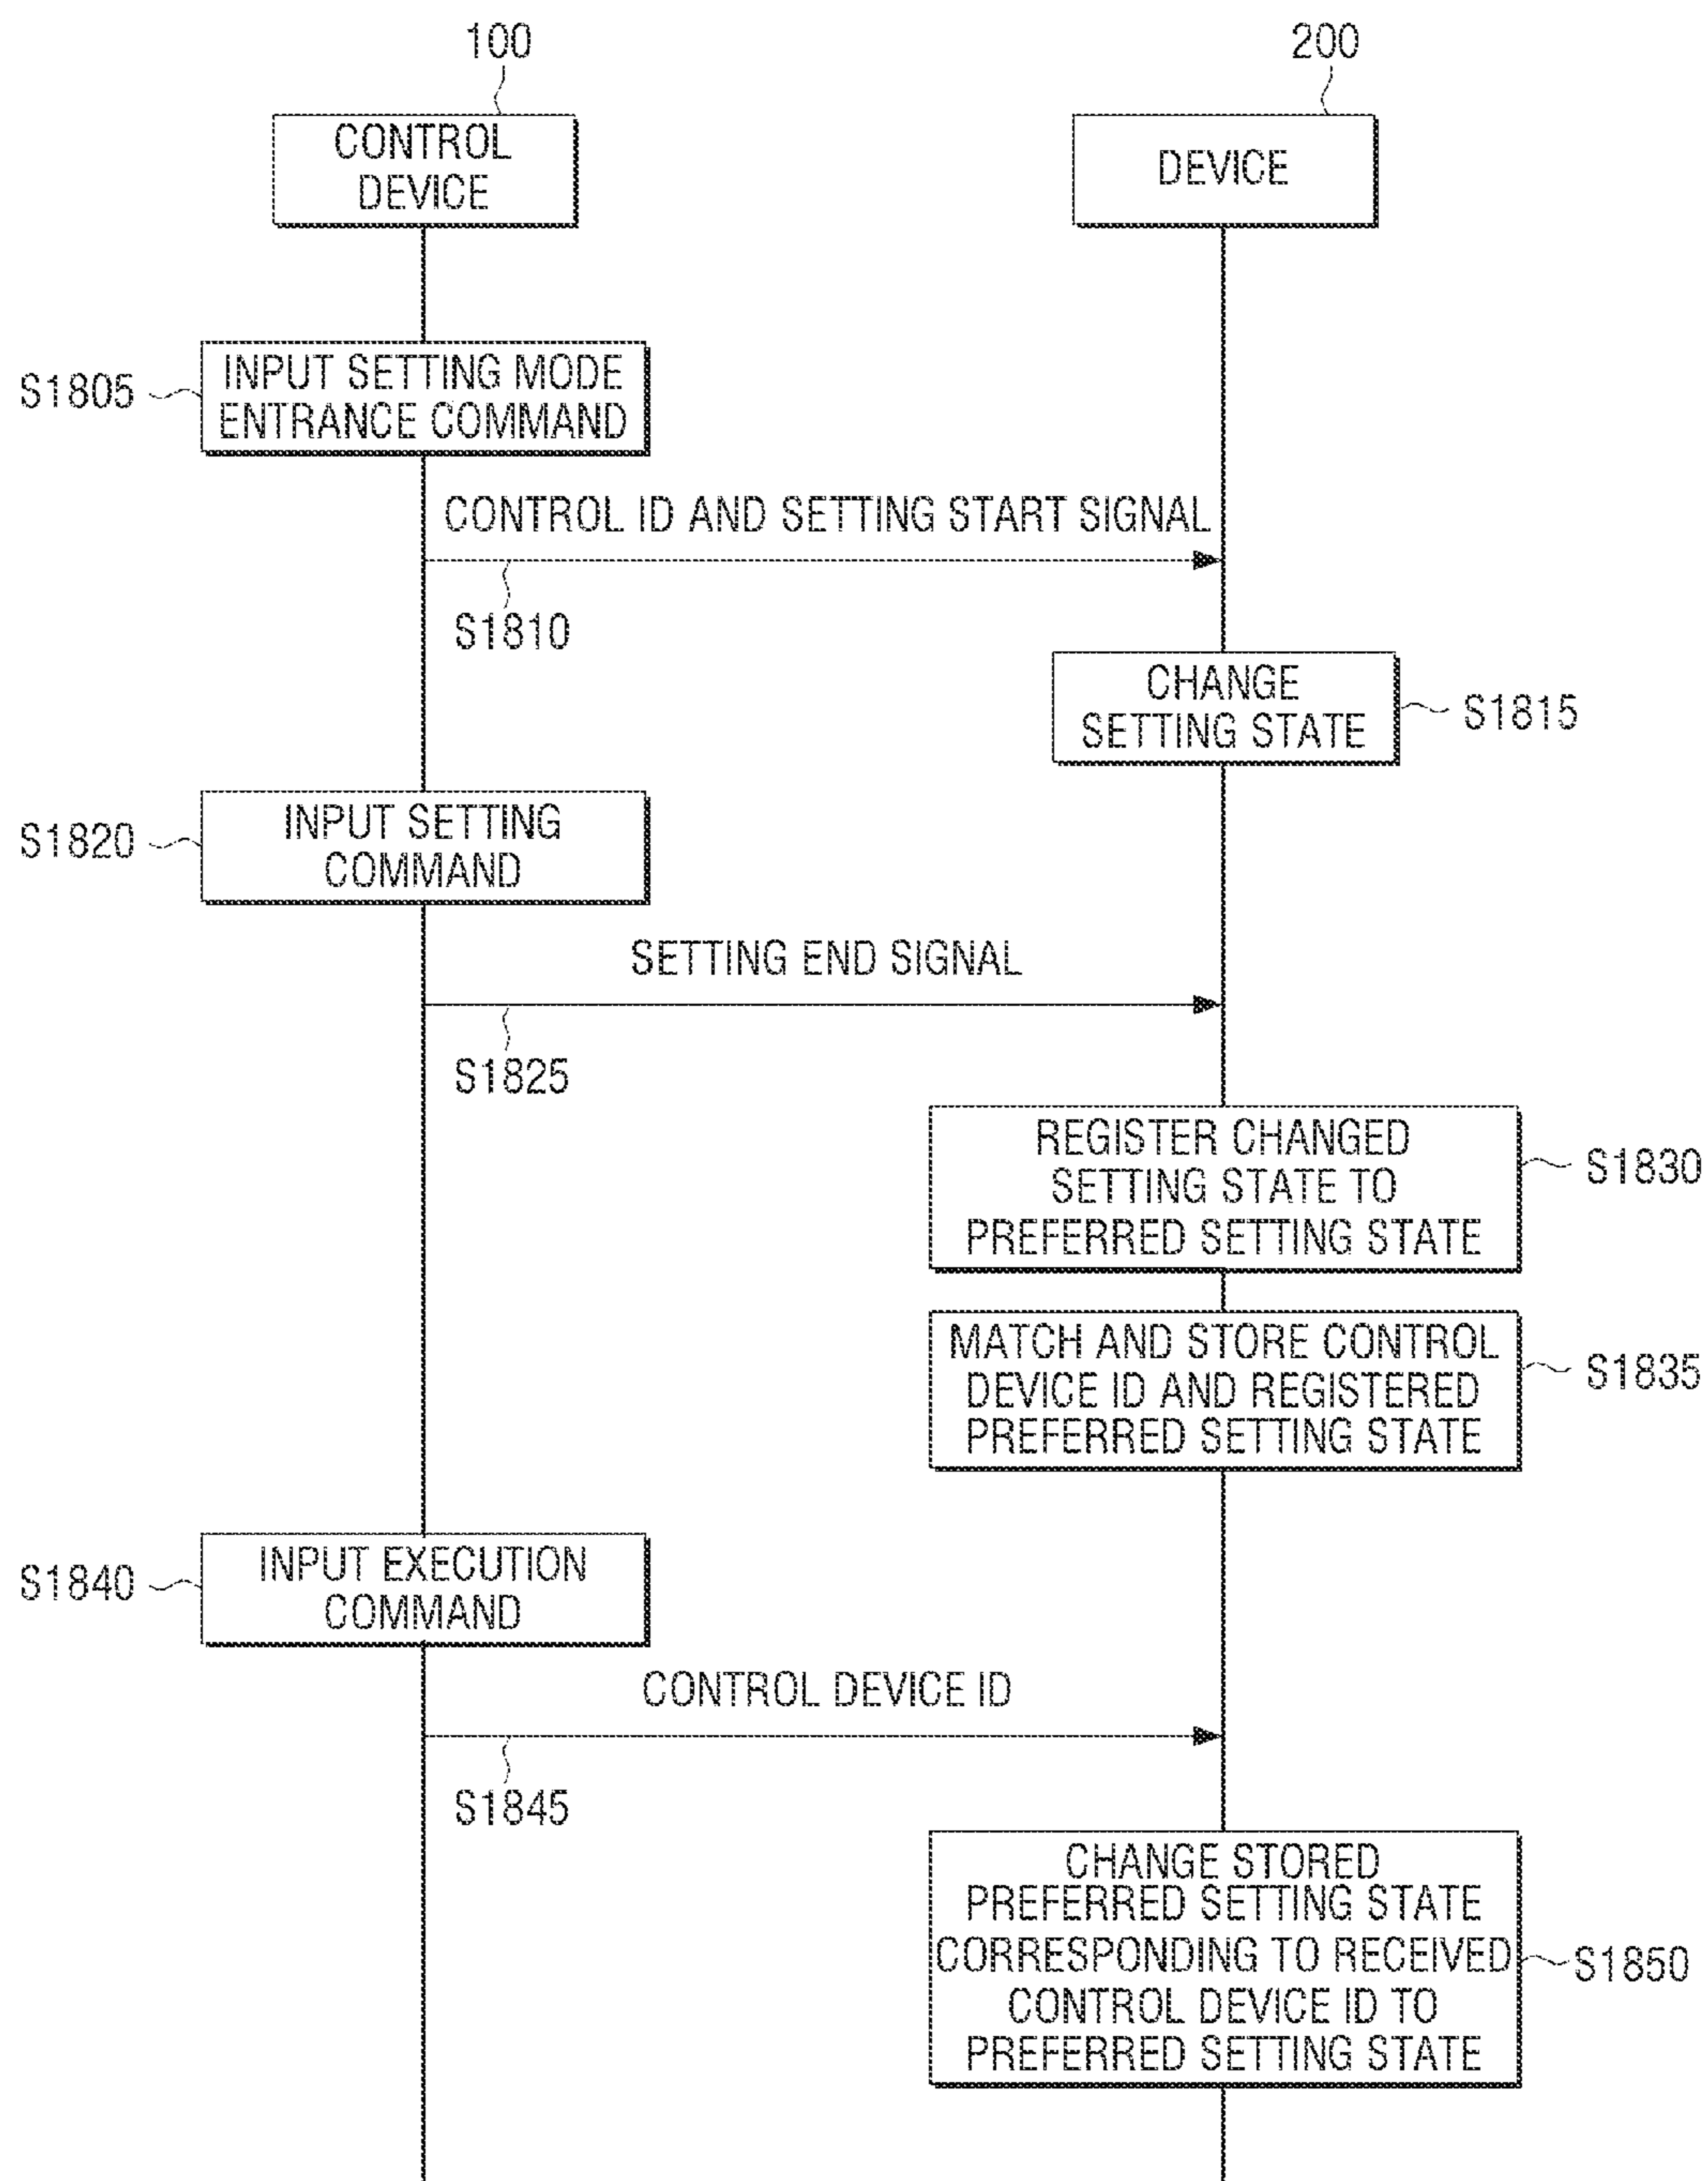 100
200
CONTROL
DEVICE
DEVICE
S1805
INPUT SETTING MODE
ENTRANCE COMMAND
CONTROL ID AND SETTING START SIGNAL
S1810
CHANGE
SETTING STATE
S1815
S1820
INPUT SETTING
COMMAND
SETTING END SIGNAL
S1825
REGISTER CHANGED
SETTING STATE TO
PREFERRED SETTING STATE
S1830
MATCH AND STORE CONTROL
DEVICE ID AND REGISTERED
PREFERRED SETTING STATE
S1835
S1840
INPUT EXECUTION
COMMAND
CONTROL DEVICE ID
S1845
CHANGE STORED
PREFERRED SETTING STATE
CORRESPONDING TO RECEIVED
CONTROL DEVICE ID TO
PREFERRED SETTING STATE
S1850